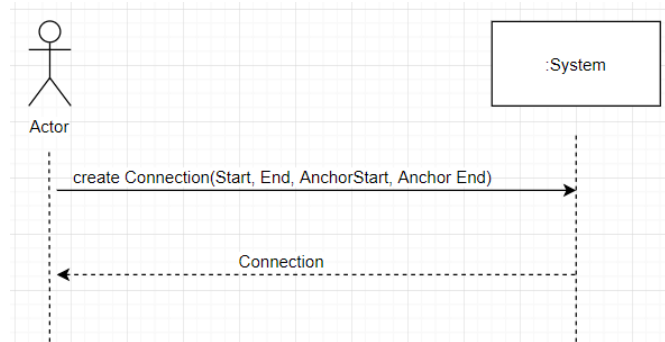 :System
Actor
create Connection(Start, End, AnchorStart, Anchor End)
Connection